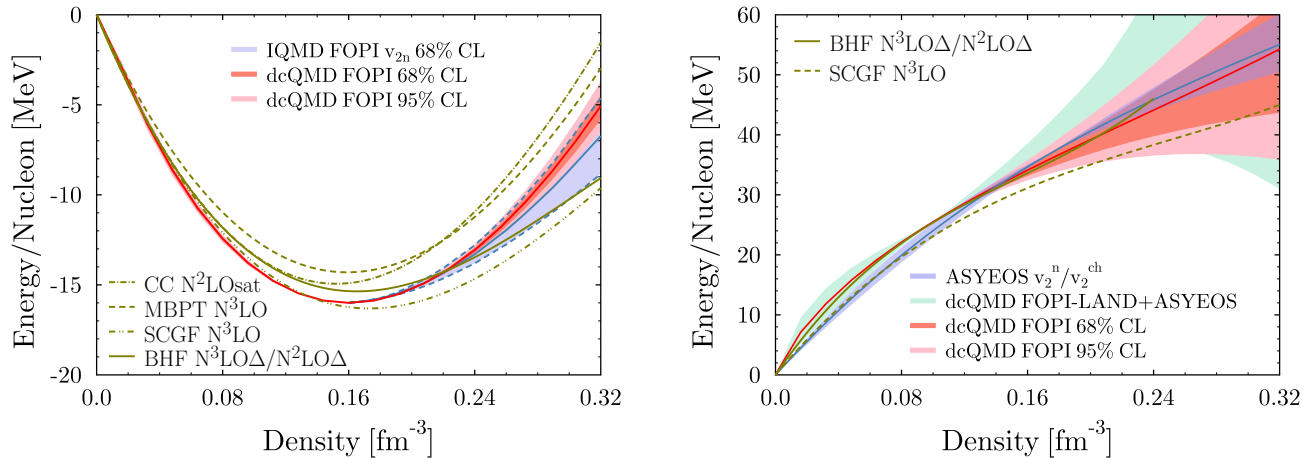 0
-5
-10
-15
-20
Energy/Nucleon [MeV]
IQMD FOPI v₂ₙ 68% CL
dcQMD FOPI 68% CL
dcQMD FOPI 95% CL
CC N²LOsat
MBPT N³LO
SCGF N³LO
BHF N³LOΔ/N²LOΔ
0.0 0.08 0.16 0.24 0.32
Density [fm⁻³]
60
50
40
30
20
10
0
Energy/Nucleon [MeV]
BHF N³LOΔ/N²LOΔ
SCGF N³LO
ASYEOS v₂ⁿ/v₂ᶜʰ
dcQMD FOPI-LAND+ASYEOS
dcQMD FOPI 68% CL
dcQMD FOPI 95% CL
0.0 0.08 0.16 0.24 0.32
Density [fm⁻³]